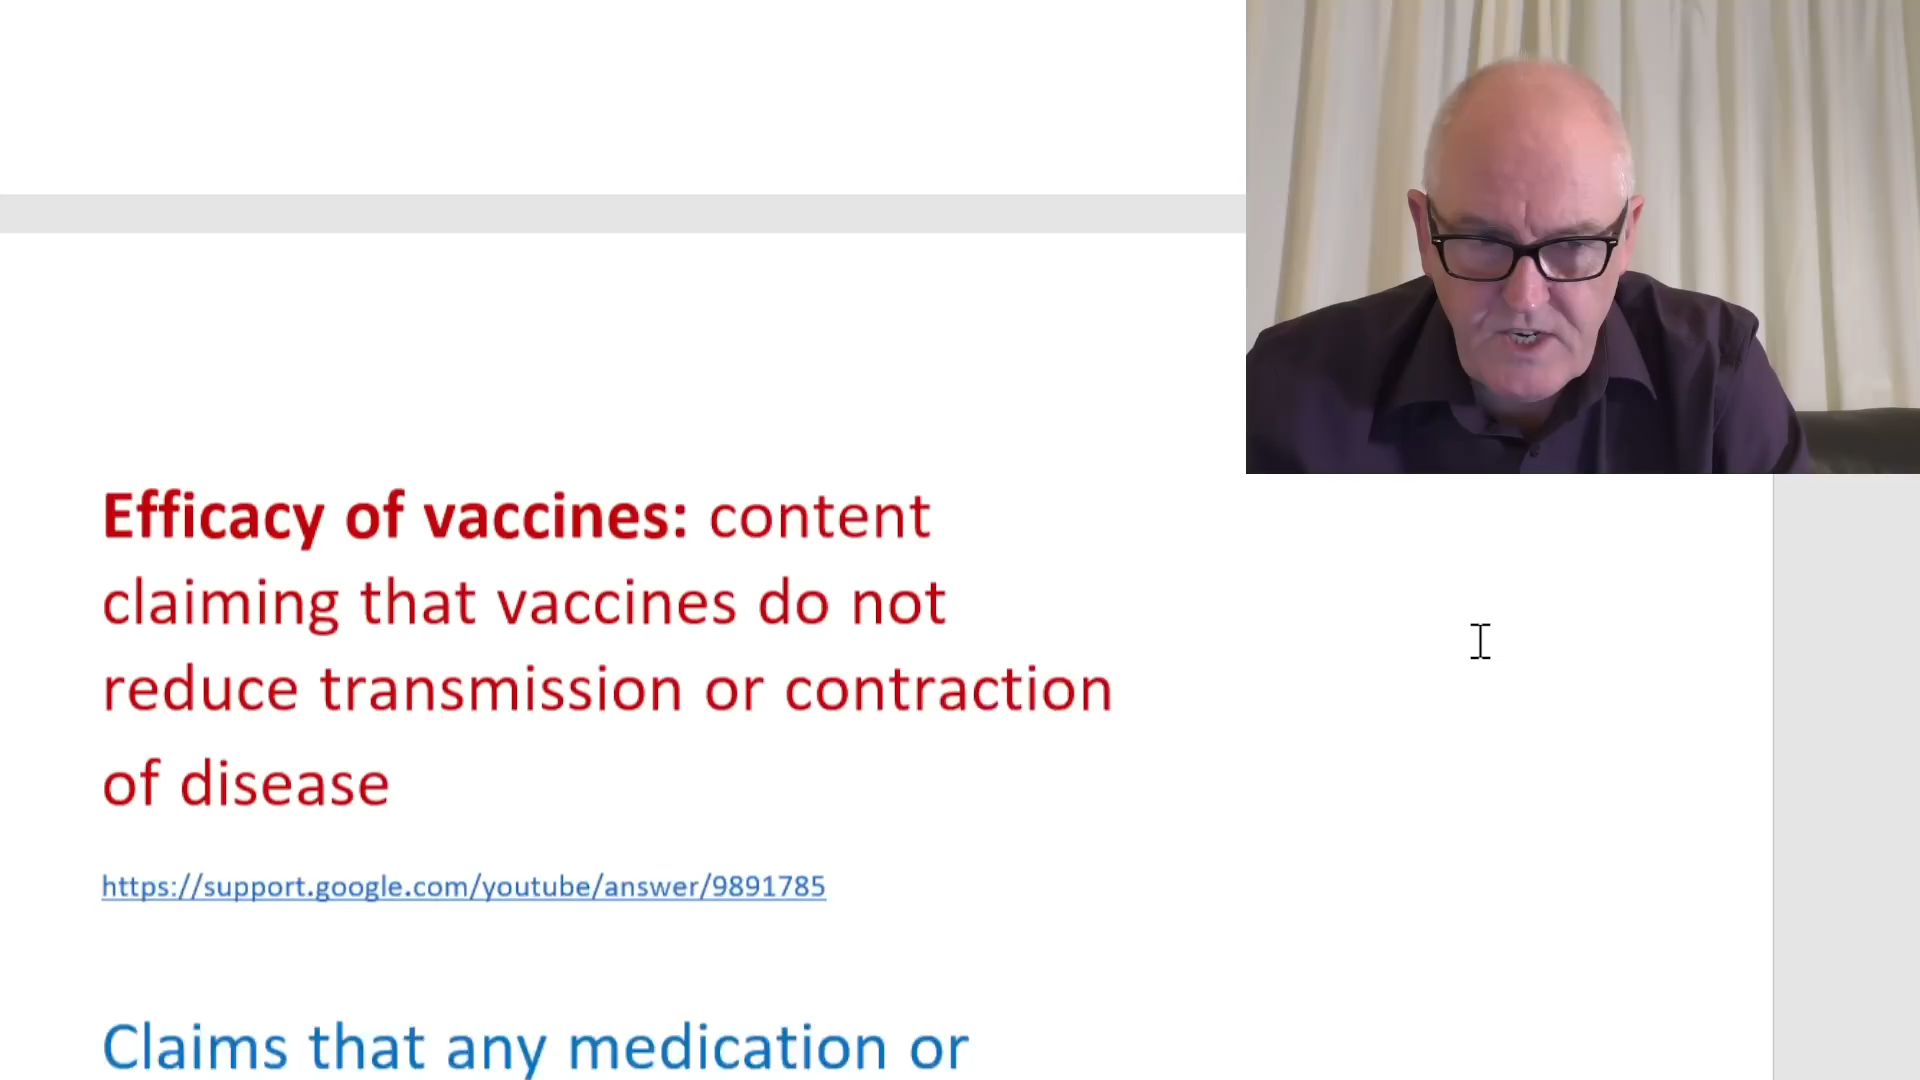 Efficacy of vaccines: content
claiming that vaccines do not
reduce transmission or contraction
of disease
https://support.google.com/youtube/answer/9891785
Claims that any medication or